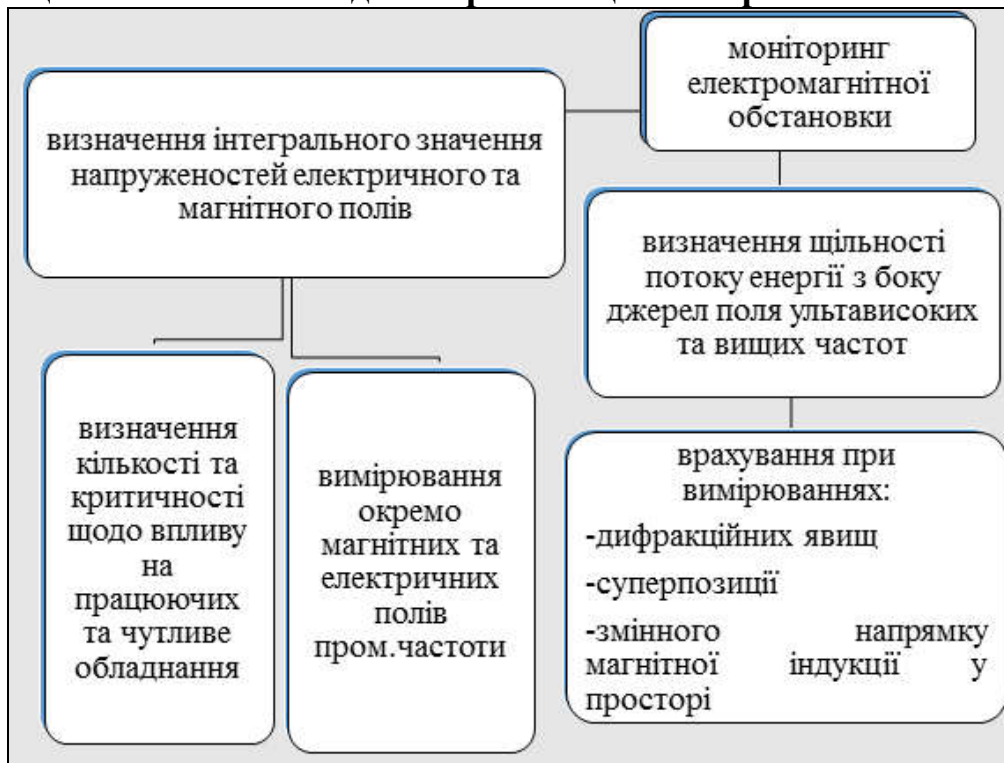 моніторинг
електромагнітної
обстановки
визначення інтегрального значення
напруженостей електричного та
магнітного полів
визначення щільності
потоку енергії з боку
джерел поля ультависоких
та вищих частот
визначення
кількості та
критичності
щодо впливу
на
працюючих
та чутливе
обладнання
вимірювання
окремо
магнітних та
електричних
полів
пром.частоти
врахування при
вимірюваннях:
-дифракційних явищ
-суперпозиції
-змінного напрямку
магнітної індукції у
просторі